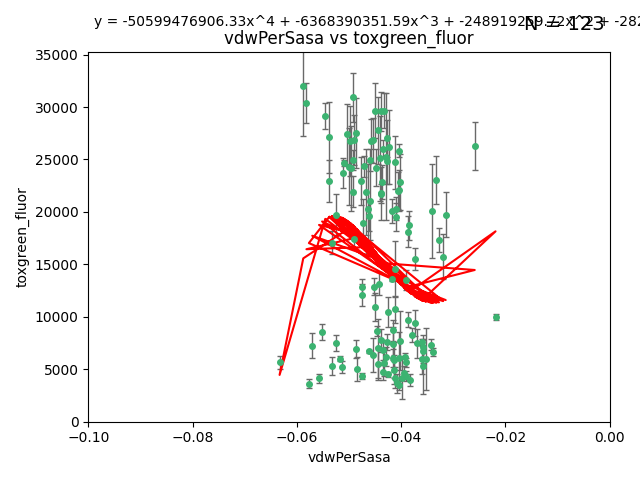 y = -50599476906.33x^4 + -6368390351.59x^3 + -248919259.72x^2 + -282
N = 123
vdwPerSasa vs toxgreen_fluor
35000
30000
25000
20000
15000
10000
5000
0
toxgreen_fluor
−0.10 −0.08 −0.06 −0.04 −0.02 0.00
vdwPerSasa